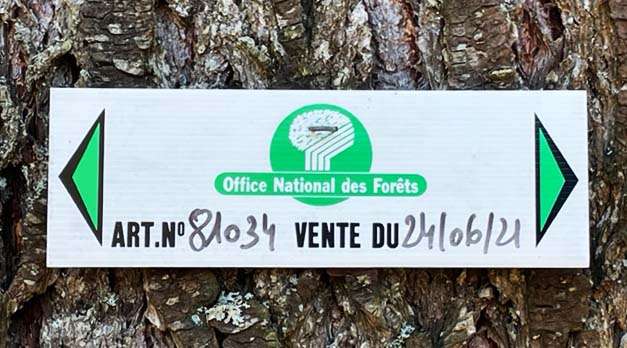 Office National des Forêts
ART.N° 81034 VENTE DU 24/06/21